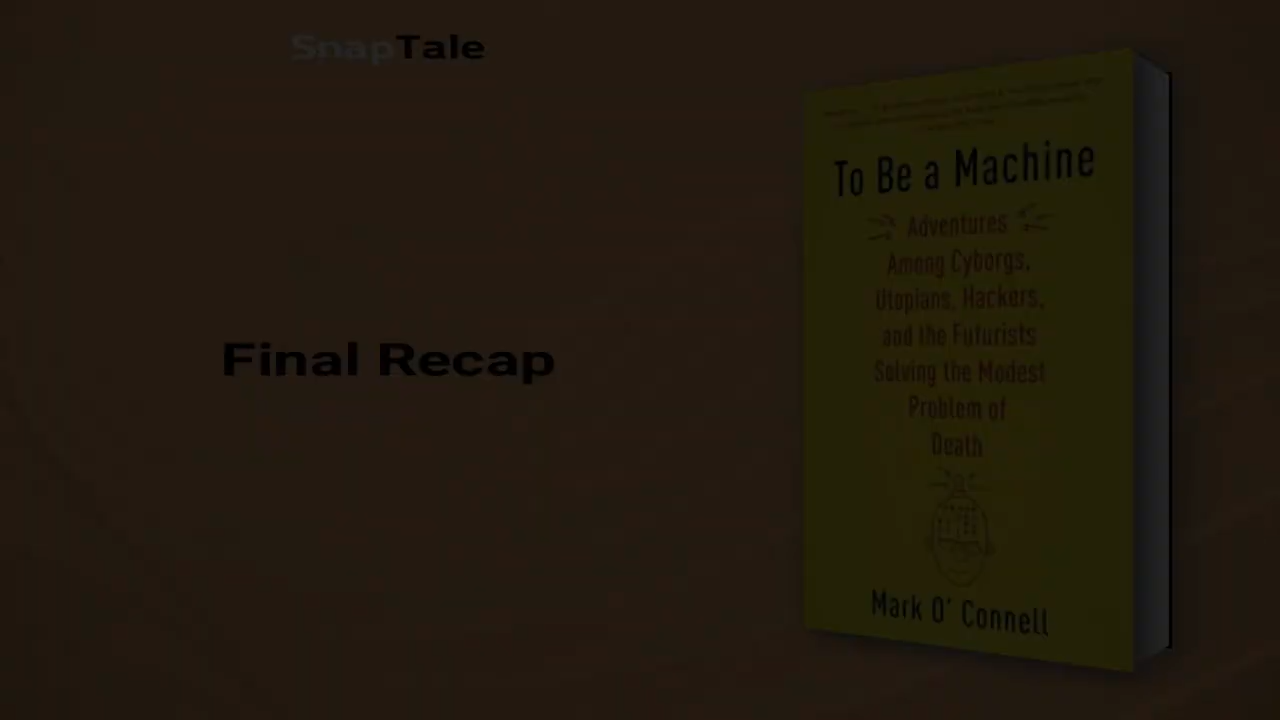 SnapTale
Final Recap
To Be a Machine
Adventures
Among Cyborgs,
Utopians, Hackers,
and the Futurists
Solving the Modest
Problem of
Death
Mark O' Connell